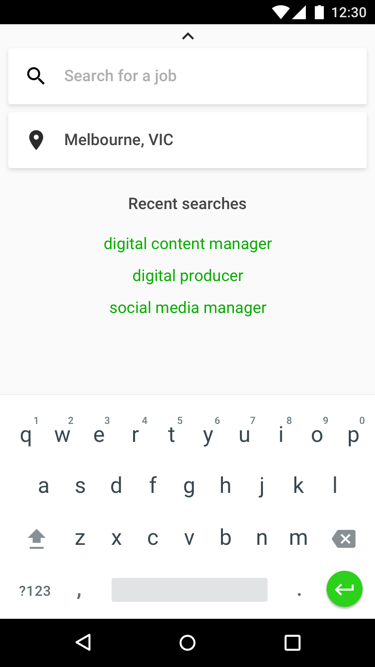 12:30
Search for a job
Melbourne, VIC
Recent searches
digital content manager
digital producer
social media manager
1 2 3 4 5 6 7 8 9 0
q w e r t y u i o p
a s d f g h j k l
z x c v b n m
?123 , .